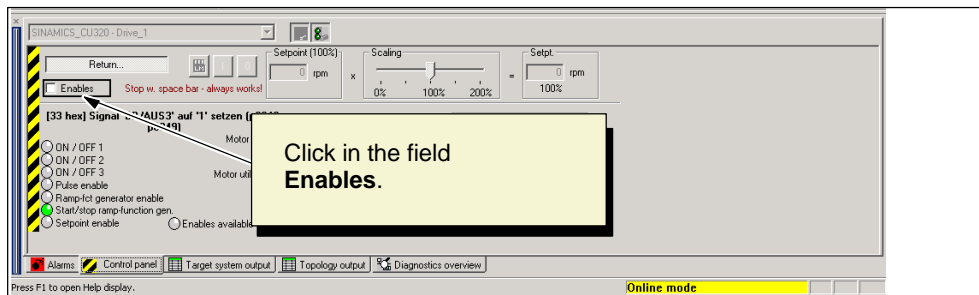 SINAMICS_CU320 - Drive_1
Return...
Enables
Stop w. space bar - always works!
Setpoint (100%)
0 rpm
x
Scaling
0% 100% 200%
=
Setpt.
0 rpm
100%
[33 hex] Signal
/AUS3' auf '1' setzen
ON / OFF 1
ON / OFF 2
ON / OFF 3
Pulse enable
Ramp-fct generator enable
Start/stop ramp-function gen.
Setpoint enable
Enables available
Motor
Motor util
Click in the field
Enables.
Alarms Control panel Target system output Topology output Diagnostics overview
Press F1 to open Help display.
Online mode